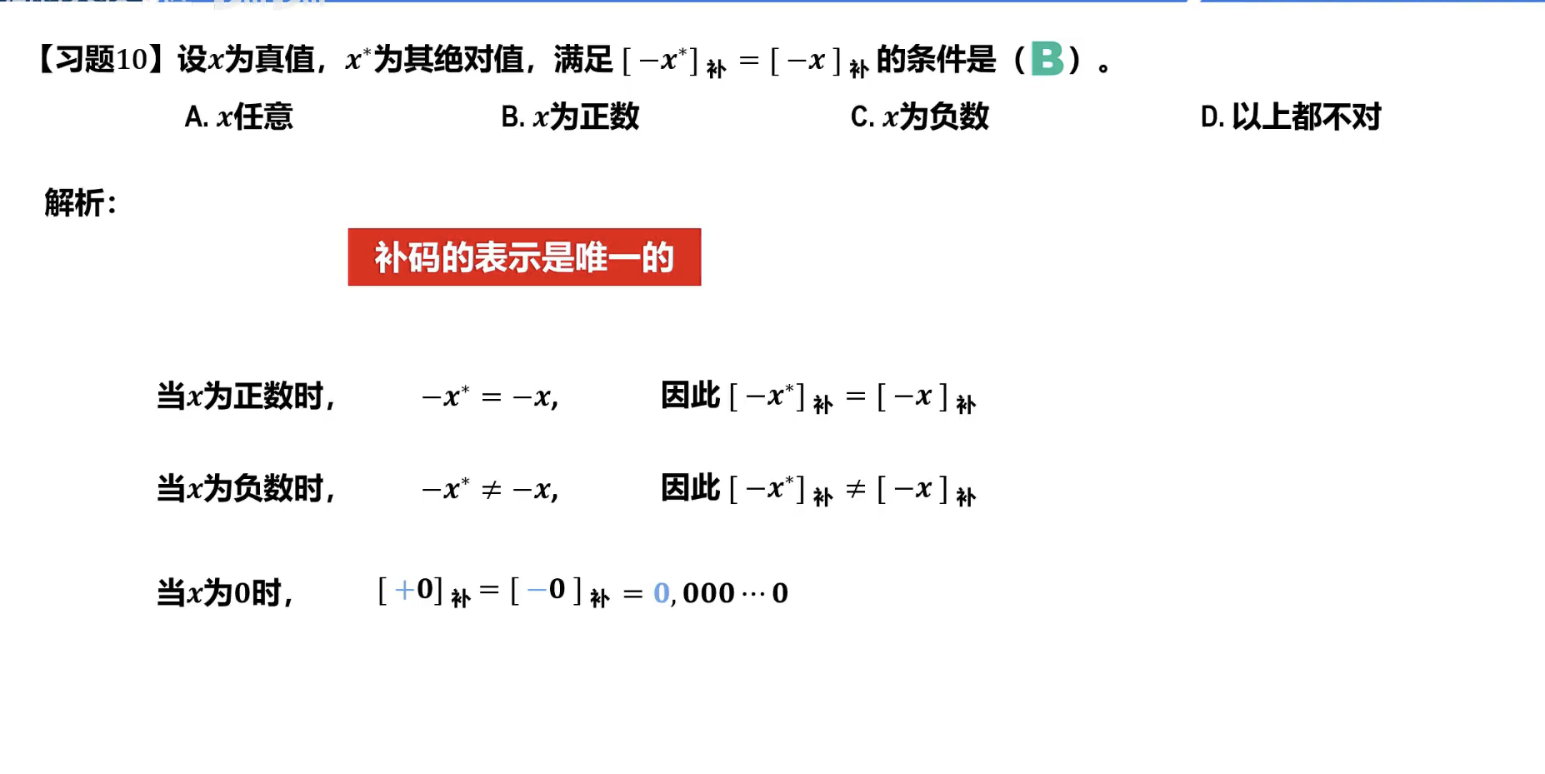 【习题10】设x为真值，x*为其绝对值，满足 [ −x*] 补 = [ −x ] 补 的条件是（B）。
A. x任意 B. x为正数 C. x为负数 D. 以上都不对
解析：
补码的表示是唯一的
当x为正数时， −x* = −x, 因此 [ −x*] 补 = [ −x ] 补
当x为负数时， −x* ≠ −x, 因此 [ −x*] 补 ≠ [ −x ] 补
当x为0时， [ +0] 补 = [ −0 ] 补 = 0,000⋯0